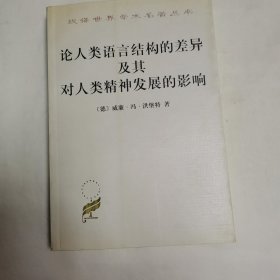 汉译世界学术名著丛书
论人类语言结构的差异
及其
对人类精神发展的影响
〔德〕威廉·冯·洪堡特 著